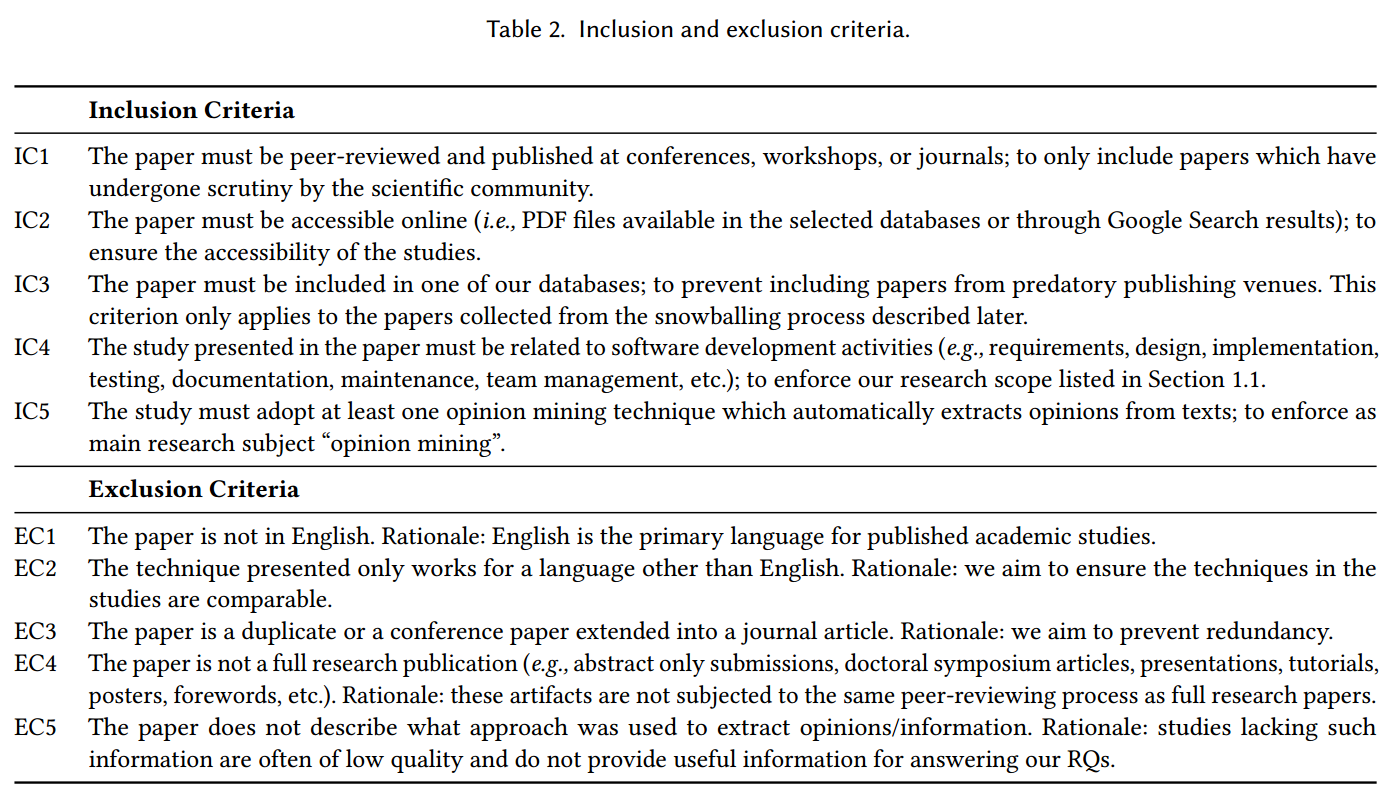 Table 2. Inclusion and exclusion criteria.
Inclusion Criteria
IC1 The paper must be peer-reviewed and published at conferences, workshops, or journals; to only include papers which have
undergone scrutiny by the scientific community.
IC2 The paper must be accessible online (i.e., PDF files available in the selected databases or through Google Search results); to
ensure the accessibility of the studies.
IC3 The paper must be included in one of our databases; to prevent including papers from predatory publishing venues. This
criterion only applies to the papers collected from the snowballing process described later.
IC4 The study presented in the paper must be related to software development activities (e.g., requirements, design, implementation,
testing, documentation, maintenance, team management, etc.); to enforce our research scope listed in Section 1.1.
IC5 The study must adopt at least one opinion mining technique which automatically extracts opinions from texts; to enforce as
main research subject “opinion mining”.
Exclusion Criteria
EC1 The paper is not in English. Rationale: English is the primary language for published academic studies.
EC2 The technique presented only works for a language other than English. Rationale: we aim to ensure the techniques in the
studies are comparable.
EC3 The paper is a duplicate or a conference paper extended into a journal article. Rationale: we aim to prevent redundancy.
EC4 The paper is not a full research publication (e.g., abstract only submissions, doctoral symposium articles, presentations, tutorials,
posters, forewords, etc.). Rationale: these artifacts are not subjected to the same peer-reviewing process as full research papers.
EC5 The paper does not describe what approach was used to extract opinions/information. Rationale: studies lacking such
information are often of low quality and do not provide useful information for answering our RQs.